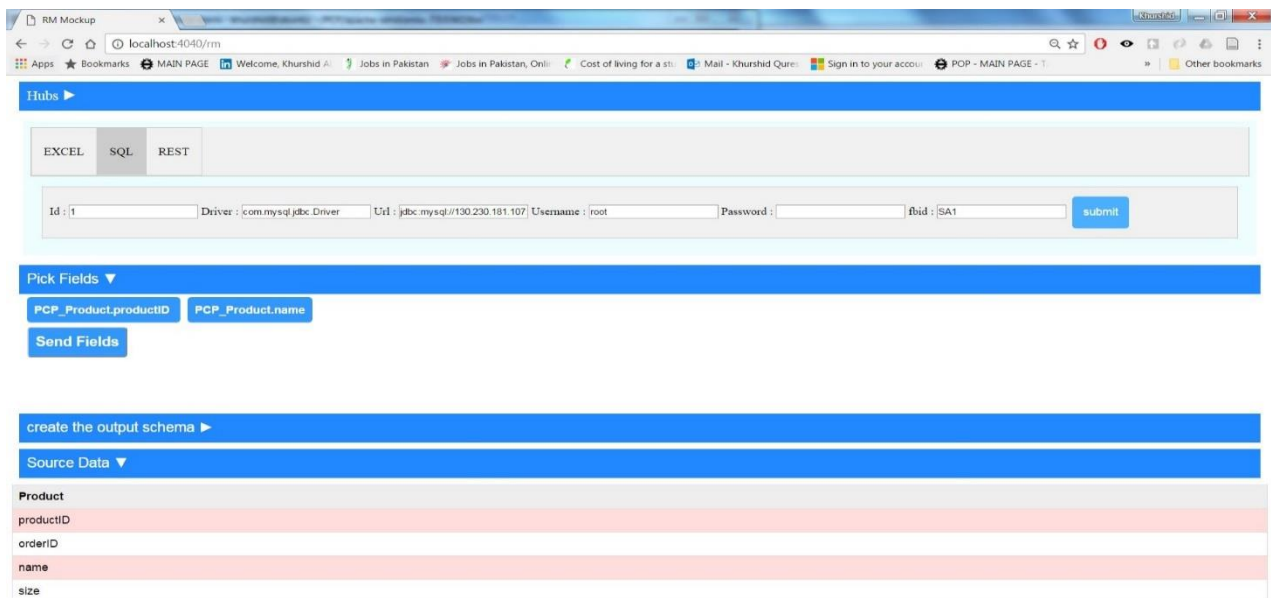 RM Mockup
Khurshid
localhost:4040/rm
Apps Bookmarks MAIN PAGE Welcome, Khurshid A Jobs in Pakistan Jobs in Pakistan, Onli Cost of living for a stu Mail - Khurshid Qures Sign in to your accou POP - MAIN PAGE - T » Other bookmarks
Hubs ▶
EXCEL SQL REST
Id : 1 Driver : com.mysql.jdbc.Driver Url : jdbc:mysql://130.230.181.107 Username : root Password : fbid : SA1 submit
Pick Fields ▼
PCP_Product.productID PCP_Product.name
Send Fields
create the output schema ▶
Source Data ▼
Product
productID
orderID
name
size